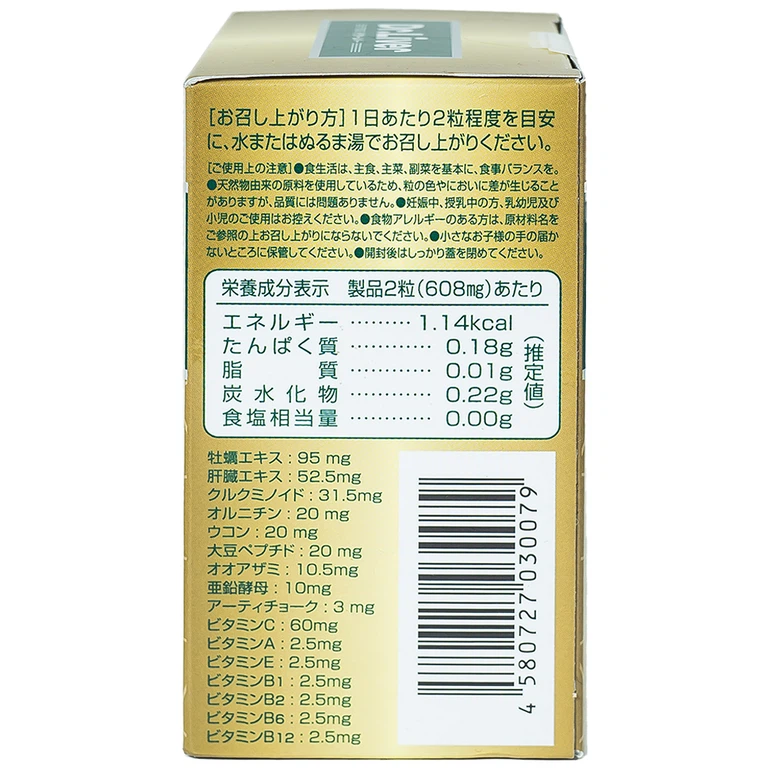 Dr.Liver
[お召し上がり方]1日あたり2粒程度を目安
に、水またはぬるま湯でお召し上がりください。
[ご使用上の注意]●食生活は、主食、主菜、副菜を基本に、食事バランスを。
●天然物由来の原料を使用しているため、粒の色やにおいに差が生じること
がありますが、品質には問題ありません。●妊娠中、授乳中の方、乳幼児及び
小児のご使用はお控えください。●食物アレルギーのある方は、原材料名を
ご参照の上お召し上がりにならないでください。●小さなお子様の手の届か
ないところに保管してください。●開封後はしっかり蓋を閉めてください。
栄養成分表示 製品2粒(608mg)あたり
エネルギー ……… 1.14kcal
たんぱく質 ………… 0.18g
脂質 ………… 0.01g
炭水化物 ………… 0.22g
食塩相当量 ………… 0.00g
(推定値)
牡蠣エキス : 95 mg
肝臓エキス : 52.5mg
クルクミノイド : 31.5mg
オルニチン : 20 mg
ウコン : 20 mg
大豆ペプチド : 20 mg
オオアザミ : 10.5mg
亜鉛酵母 : 10mg
アーティチョーク : 3 mg
ビタミンC : 60mg
ビタミンA : 2.5mg
ビタミンE : 2.5mg
ビタミンB1 : 2.5mg
ビタミンB2 : 2.5mg
ビタミンB6 : 2.5mg
ビタミンB12 : 2.5mg
4 580727 030079